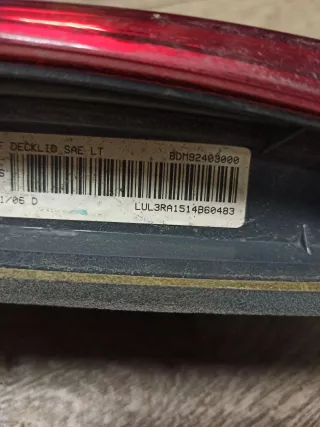 F DECKLID SAE LT
BDM92403000
S
1/06 D
LUL3RA1514B60483